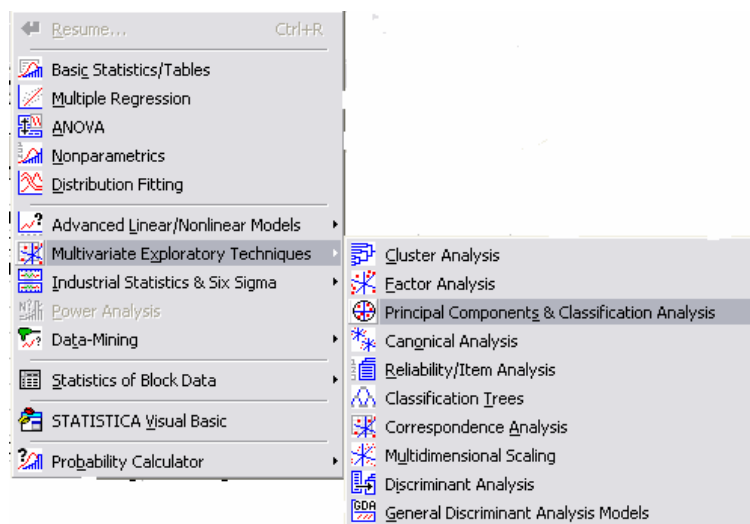 Resume... Ctrl+R
Basic Statistics/Tables
Multiple Regression
ANOVA
Nonparametrics
Distribution Fitting
Advanced Linear/Nonlinear Models
Multivariate Exploratory Techniques
Industrial Statistics & Six Sigma
Power Analysis
Data-Mining
Statistics of Block Data
STATISTICA Visual Basic
Probability Calculator
Cluster Analysis
Factor Analysis
Principal Components & Classification Analysis
Canonical Analysis
Reliability/Item Analysis
Classification Trees
Correspondence Analysis
Multidimensional Scaling
Discriminant Analysis
GDA General Discriminant Analysis Models